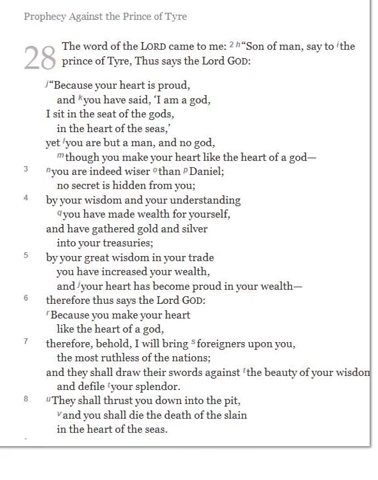 Prophecy Against the Prince of Tyre
28 The word of the LORD came to me: 2 h“Son of man, say to ithe
prince of Tyre, Thus says the Lord GOD:
j“Because your heart is proud,
and kyou have said, ‘I am a god,
I sit in the seat of the gods,
in the heart of the seas,’
yet lyou are but a man, and no god,
mthough you make your heart like the heart of a god—
3 nyou are indeed wiser othan pDaniel;
no secret is hidden from you;
4 by your wisdom and your understanding
qyou have made wealth for yourself,
and have gathered gold and silver
into your treasuries;
5 by your great wisdom in your trade
you have increased your wealth,
and jyour heart has become proud in your wealth—
6 therefore thus says the Lord GOD:
rBecause you make your heart
like the heart of a god,
7 therefore, behold, I will bring sforeigners upon you,
the most ruthless of the nations;
and they shall draw their swords against tthe beauty of your wisdom
and defile tyour splendor.
8 uThey shall thrust you down into the pit,
vand you shall die the death of the slain
in the heart of the seas.